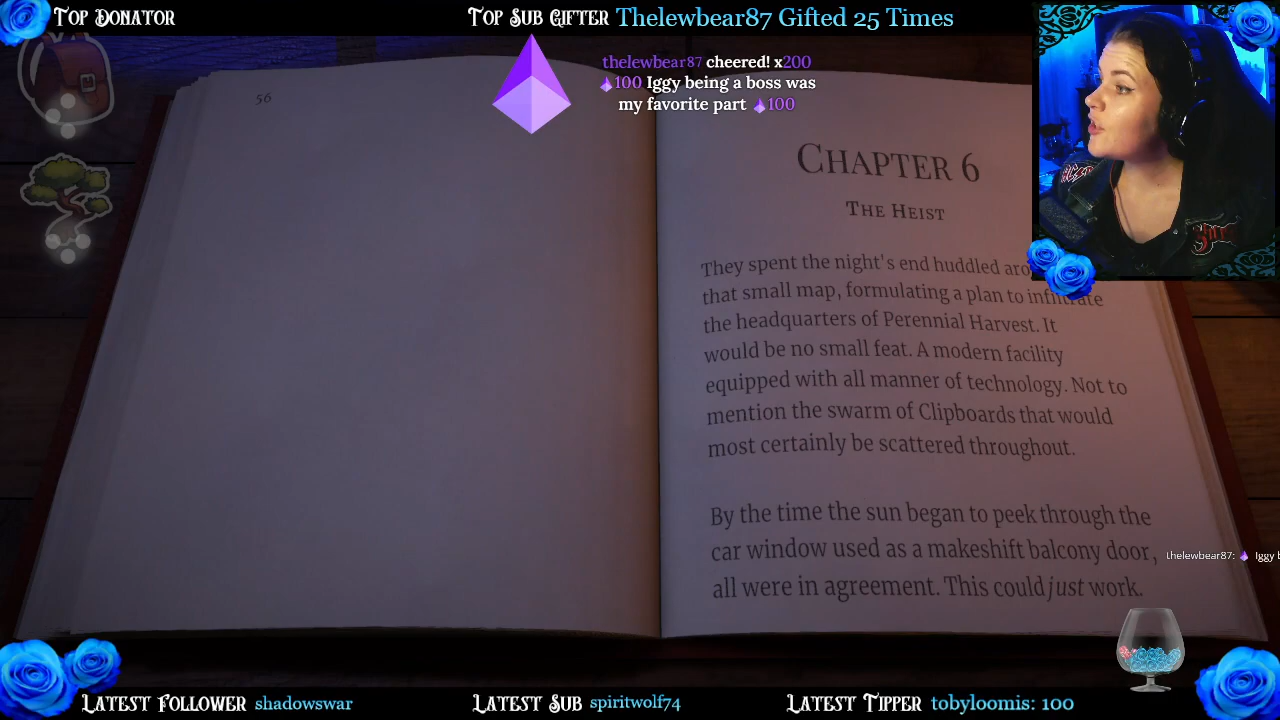 Top Donator
Top Sub Gifter Thelewbear87 Gifted 25 Times
thelewbear87 cheered! x200
100 Iggy being a boss was
my favorite part 100
56
Chapter 6
The Heist
They spent the night's end huddled
that small map, formulating a plan to infiltrate
the headquarters of Perennial Harvest. It
would be no small feat. A modern facility
equipped with all manner of technology. Not to
mention the swarm of Clipboards that would
most certainly be scattered throughout.
By the time the sun began to peek through the
car window used as a makeshift balcony door,
all were in agreement. This could just work.
thelewbear87: Iggy
Latest Follower shadowswar
Latest Sub spiritwolf74
Latest Tipper tobyloomis: 100